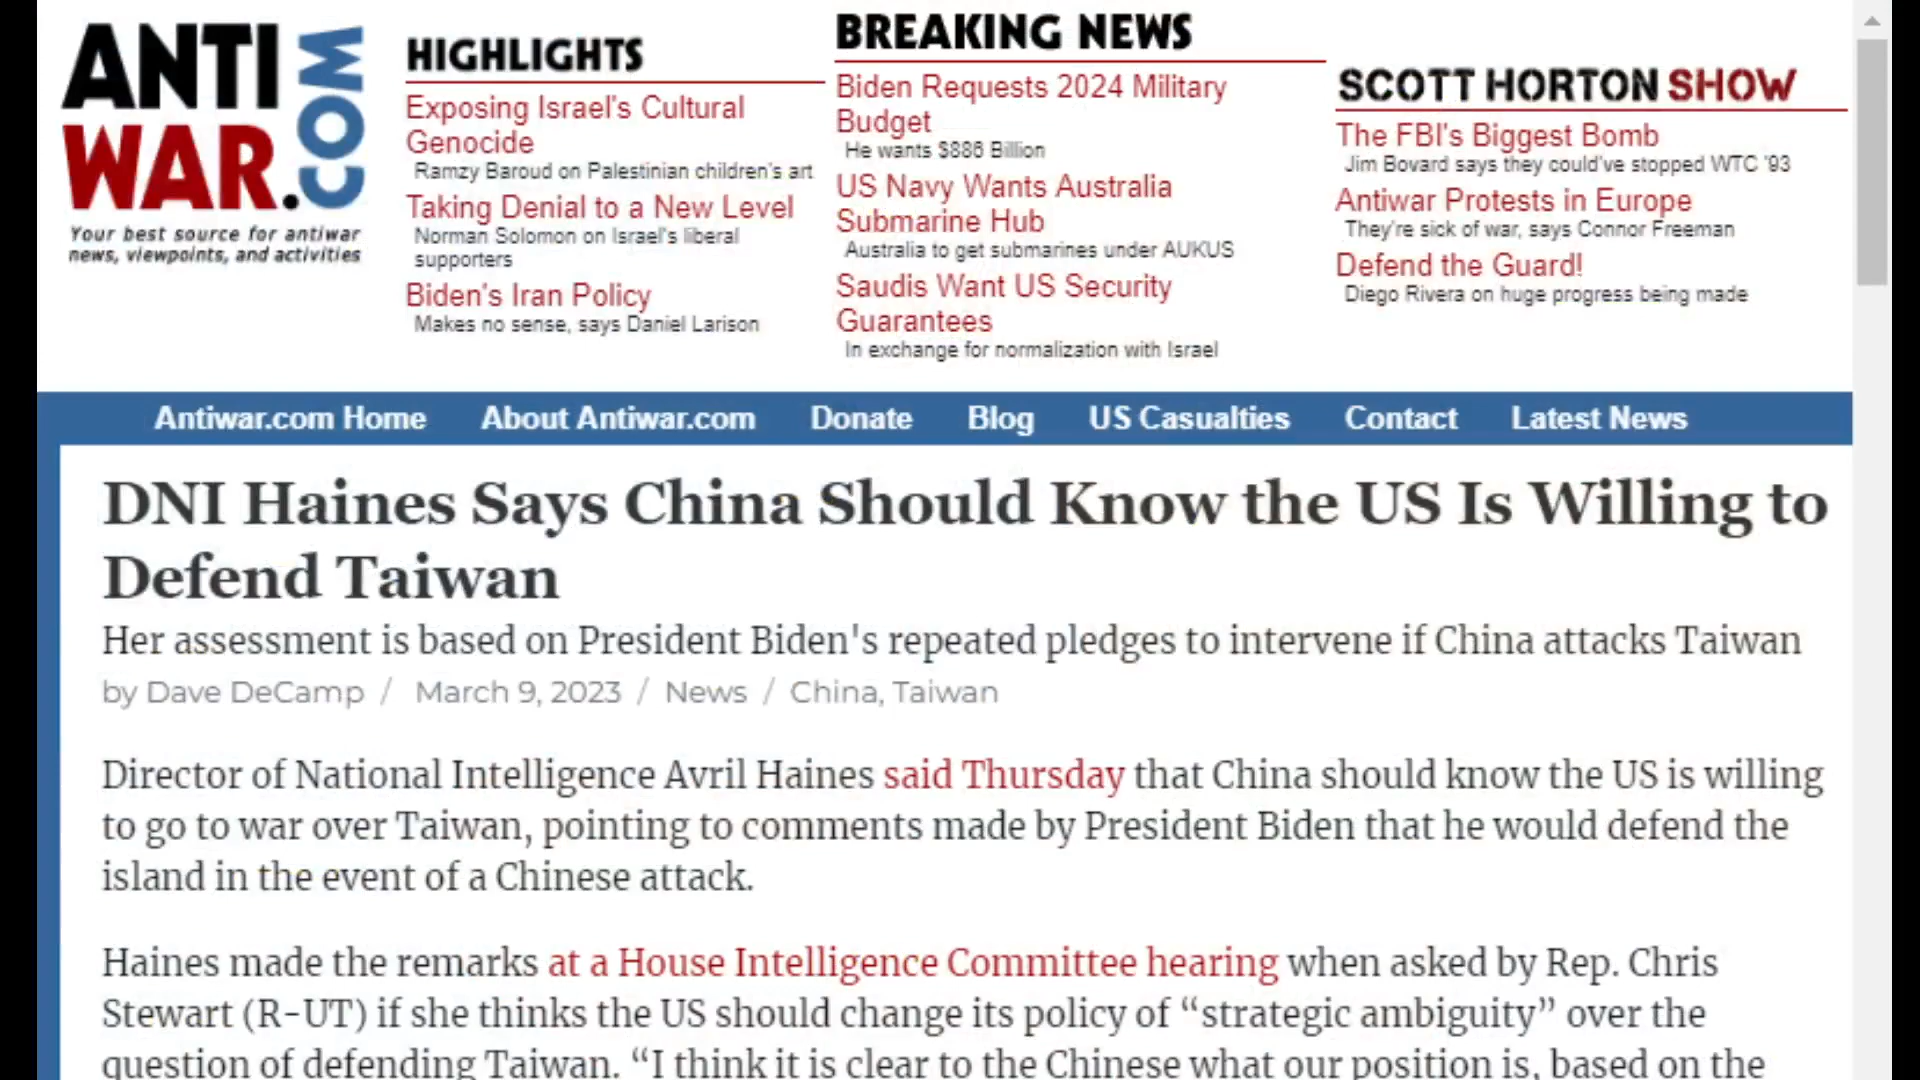 ANTI
WAR.COM
Your best source for antiwar
news, viewpoints, and activities
HIGHLIGHTS
Exposing Israel's Cultural
Genocide
Ramzy Baroud on Palestinian children's art
Taking Denial to a New Level
Norman Solomon on Israel's liberal
supporters
Biden's Iran Policy
Makes no sense, says Daniel Larison
BREAKING NEWS
Biden Requests 2024 Military
Budget
He wants $886 Billion
US Navy Wants Australia
Submarine Hub
Australia to get submarines under AUKUS
Saudis Want US Security
Guarantees
In exchange for normalization with Israel
SCOTT HORTON SHOW
The FBI's Biggest Bomb
Jim Bovard says they could've stopped WTC '93
Antiwar Protests in Europe
They're sick of war, says Connor Freeman
Defend the Guard!
Diego Rivera on huge progress being made
Antiwar.com Home About Antiwar.com Donate Blog US Casualties Contact Latest News
DNI Haines Says China Should Know the US Is Willing to
Defend Taiwan
Her assessment is based on President Biden's repeated pledges to intervene if China attacks Taiwan
by Dave DeCamp / March 9, 2023 / News / China, Taiwan
Director of National Intelligence Avril Haines said Thursday that China should know the US is willing
to go to war over Taiwan, pointing to comments made by President Biden that he would defend the
island in the event of a Chinese attack.
Haines made the remarks at a House Intelligence Committee hearing when asked by Rep. Chris
Stewart (R-UT) if she thinks the US should change its policy of “strategic ambiguity” over the
question of defending Taiwan. “I think it is clear to the Chinese what our position is, based on the